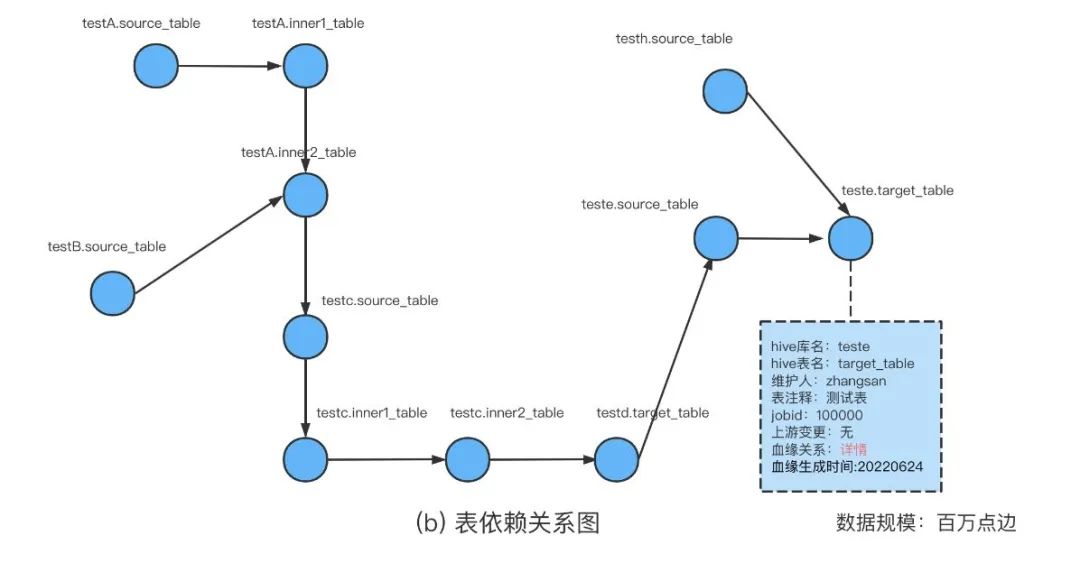 testA.source_table
testA.inner1_table
testh.source_table
testA.inner2_table
teste.target_table
teste.source_table
testB.source_table
testc.source_table
hive库名：teste
hive表名：target_table
维护人：zhangsan
表注释：测试表
jobid：100000
上游变更：无
血缘关系：详情
血缘生成时间:20220624
testc.inner1_table
testc.inner2_table
testd.target_table
(b) 表依赖关系图
数据规模：百万点边